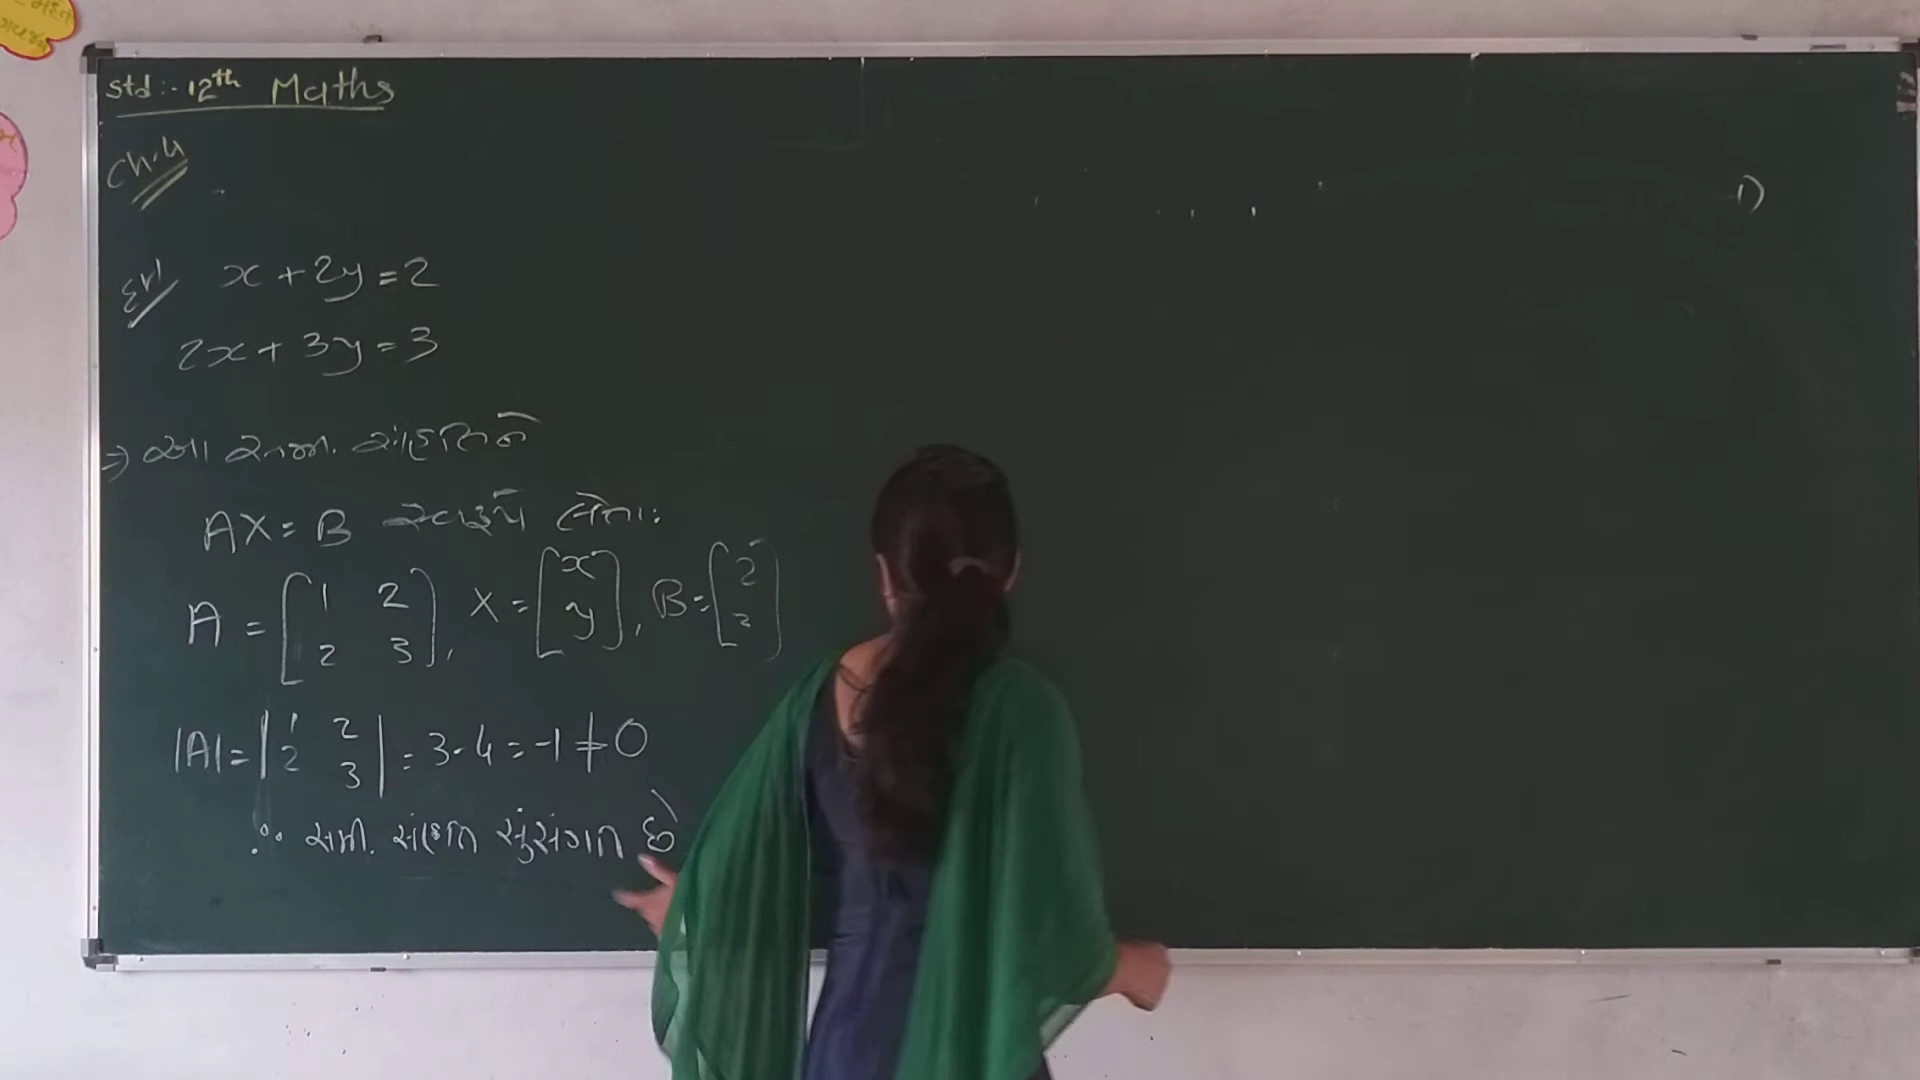 Std :- 12th Maths
Ch.4
x + 2y = 2
2x + 3y = 3
⇒ આ સમી. સંહતિને
AX = B સ્વરૂપે લેતા:
A = [1 2; 2 3], X = [x; y], B = [2; 3]
|A| = |1 2; 2 3| = 3 - 4 = -1 ≠ 0
∴ સમી. સંહતિ સુસંગત છે
1)